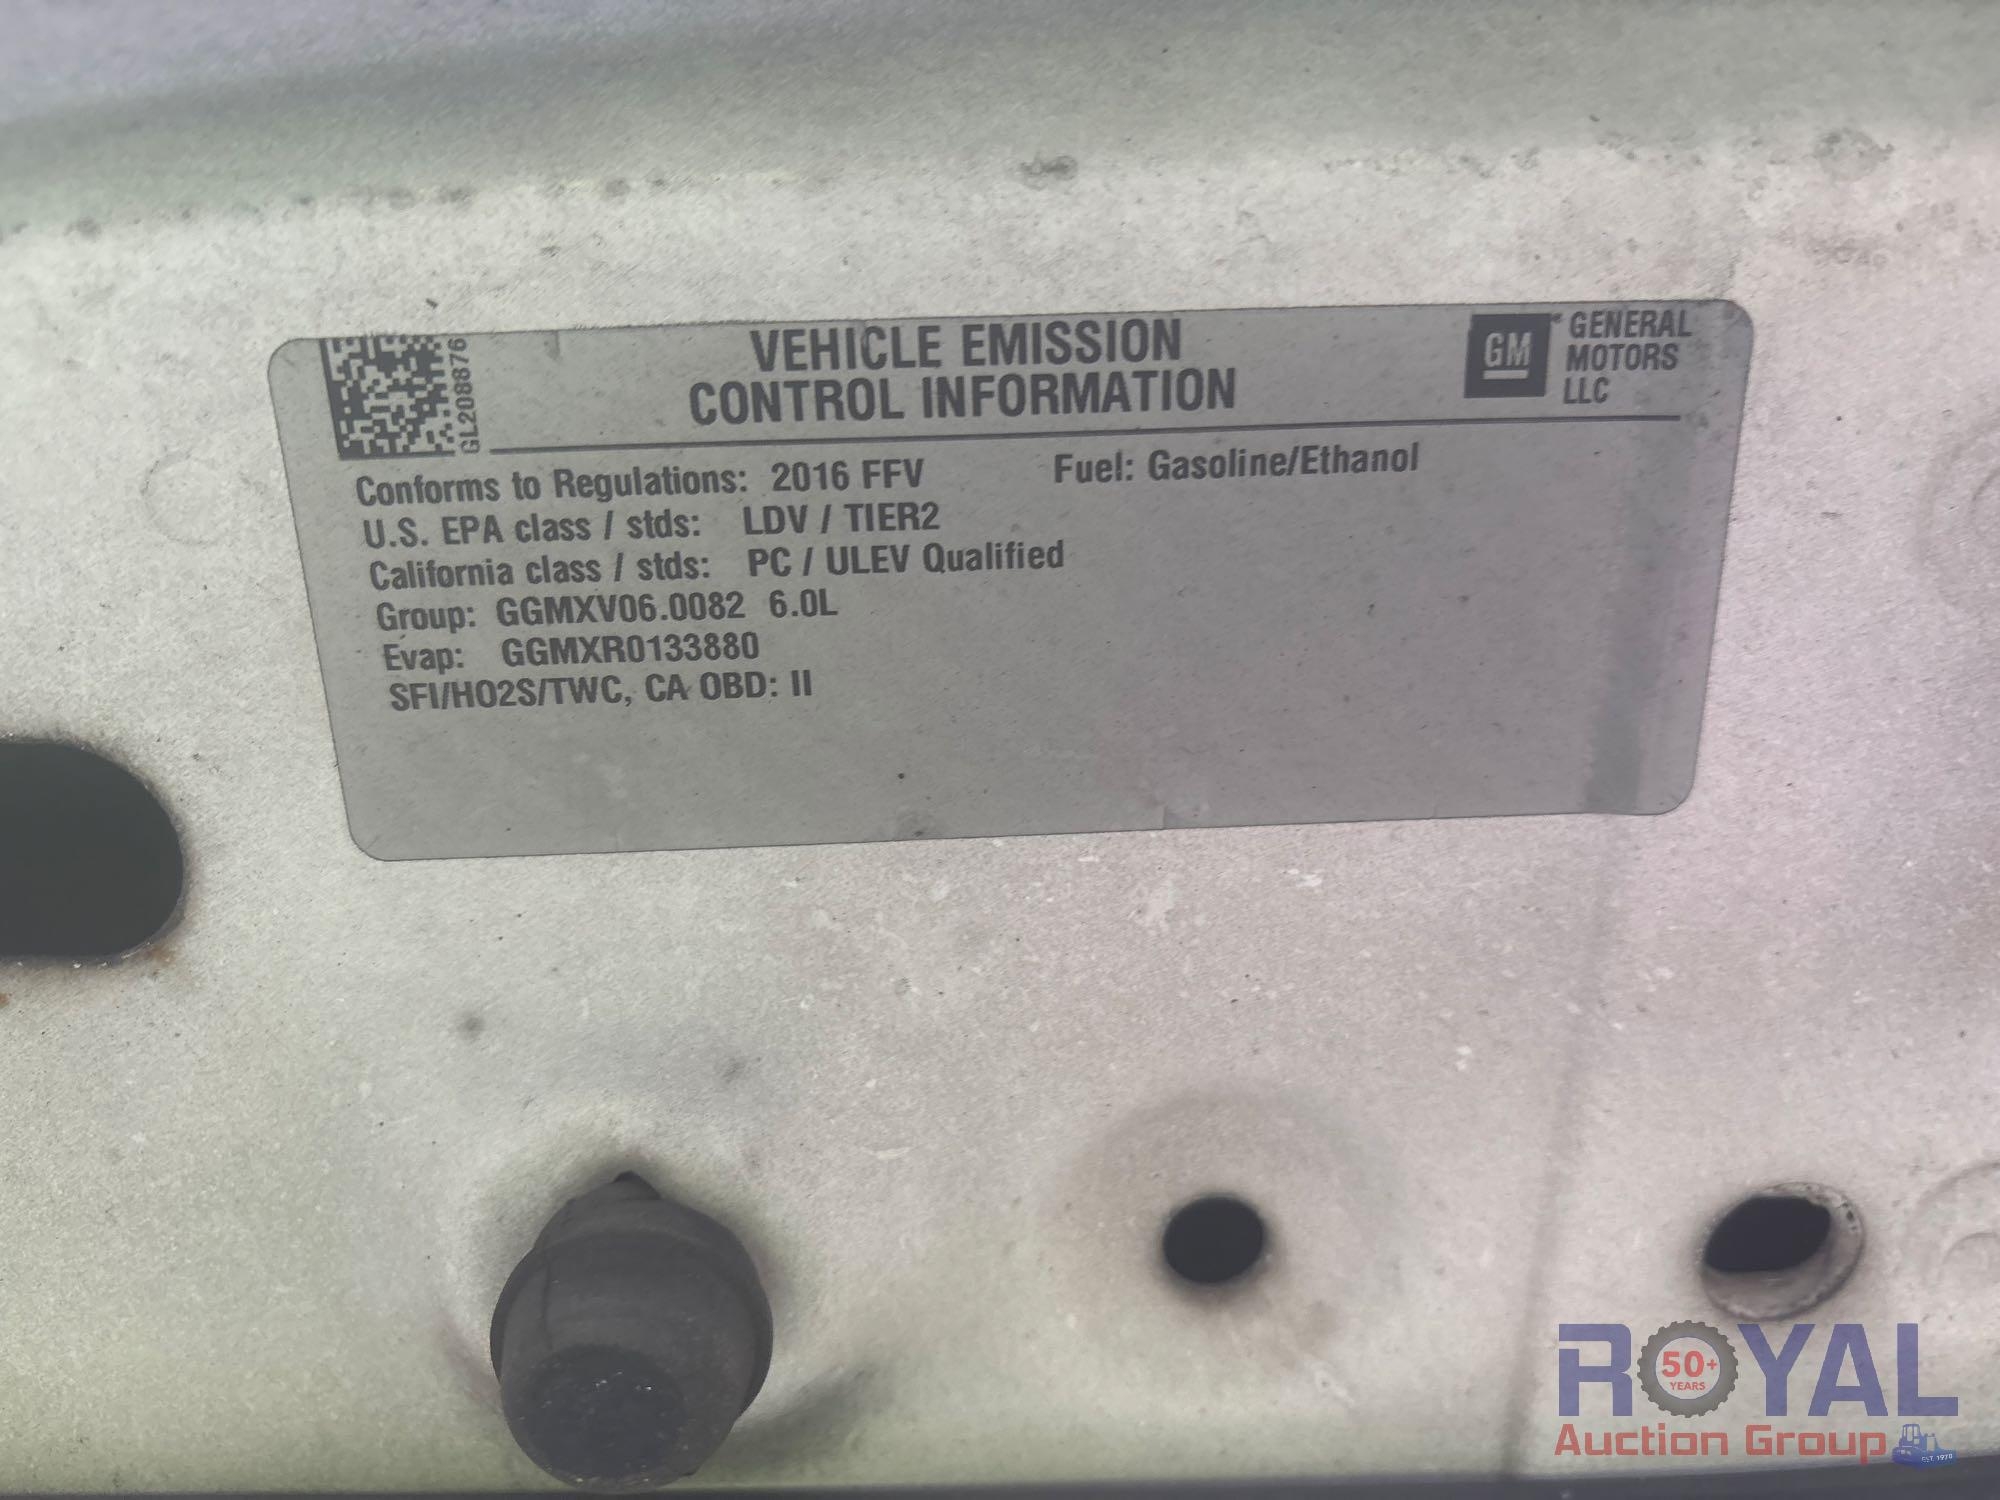 GL208876
VEHICLE EMISSION
CONTROL INFORMATION
GM
GENERAL
MOTORS
LLC
Conforms to Regulations: 2016 FFV Fuel: Gasoline/Ethanol
U.S. EPA class / stds: LDV / TIER2
California class / stds: PC / ULEV Qualified
Group: GGMXV06.0082 6.0L
Evap: GGMXR0133880
SFI/HO2S/TWC, CA OBD: II
ROYAL
50+
YEARS
Auction Group
EST. 1970